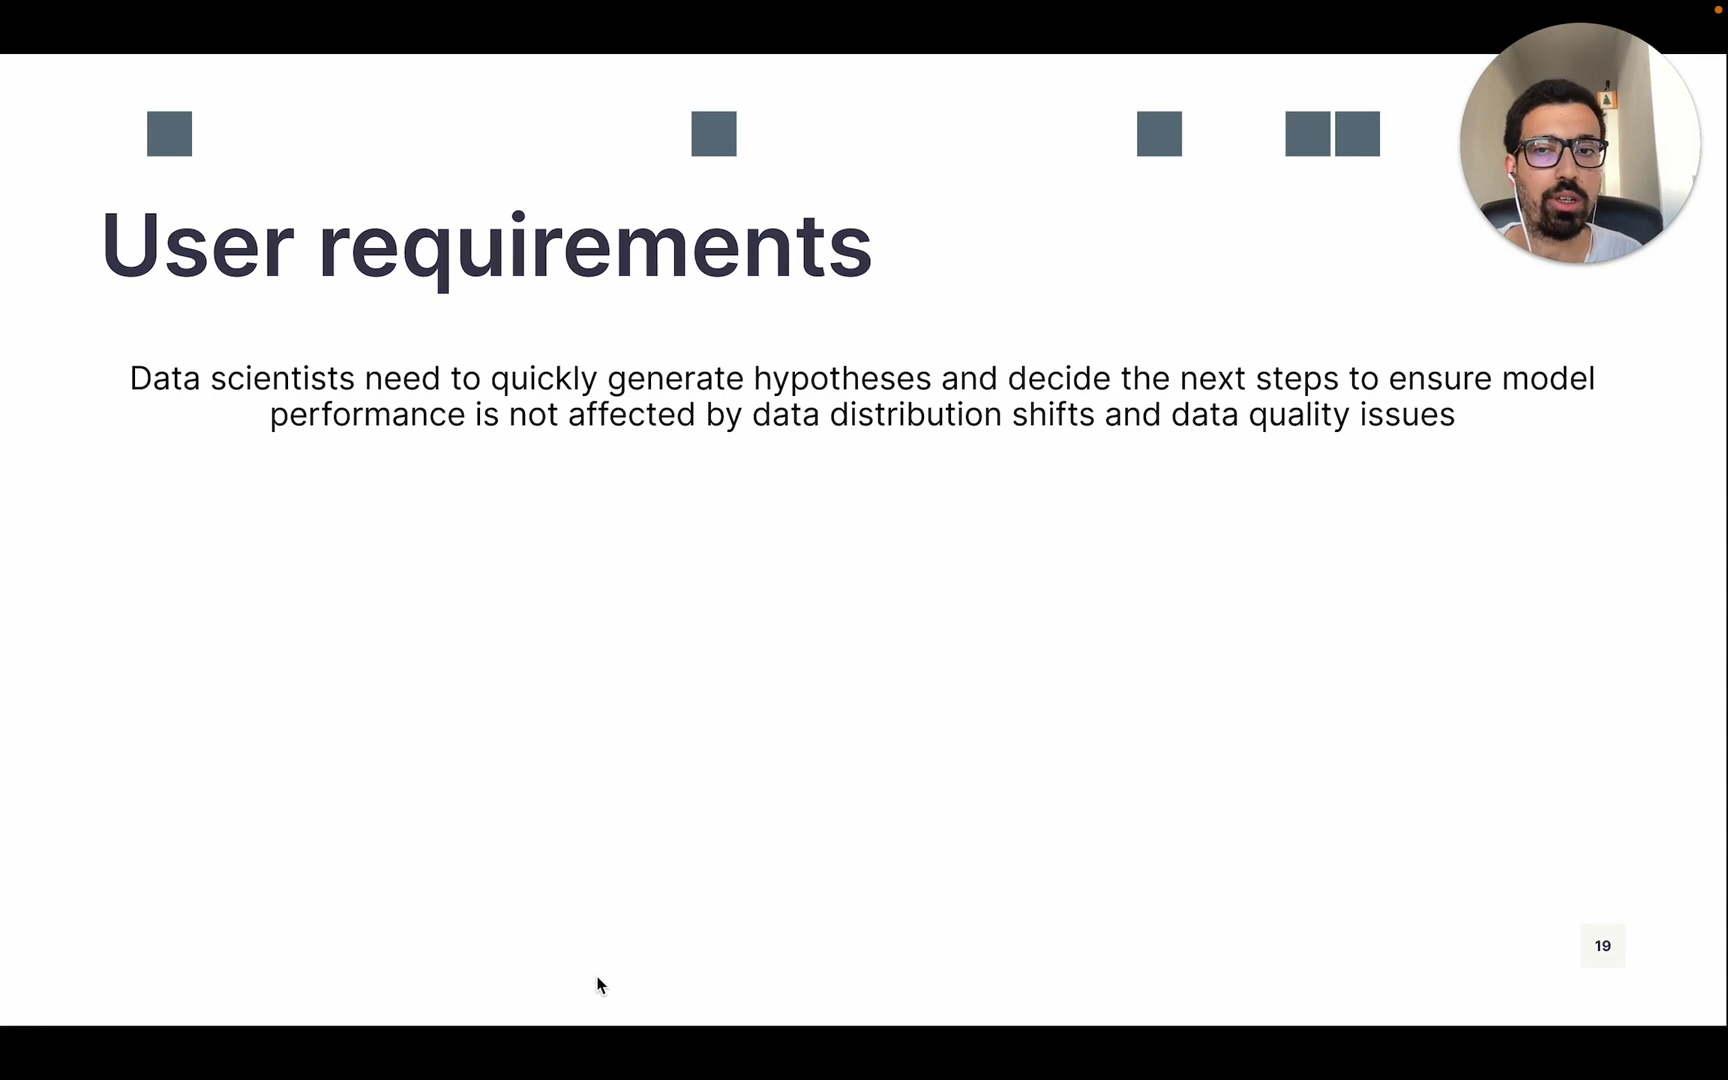 User requirements
Data scientists need to quickly generate hypotheses and decide the next steps to ensure model
performance is not affected by data distribution shifts and data quality issues
19